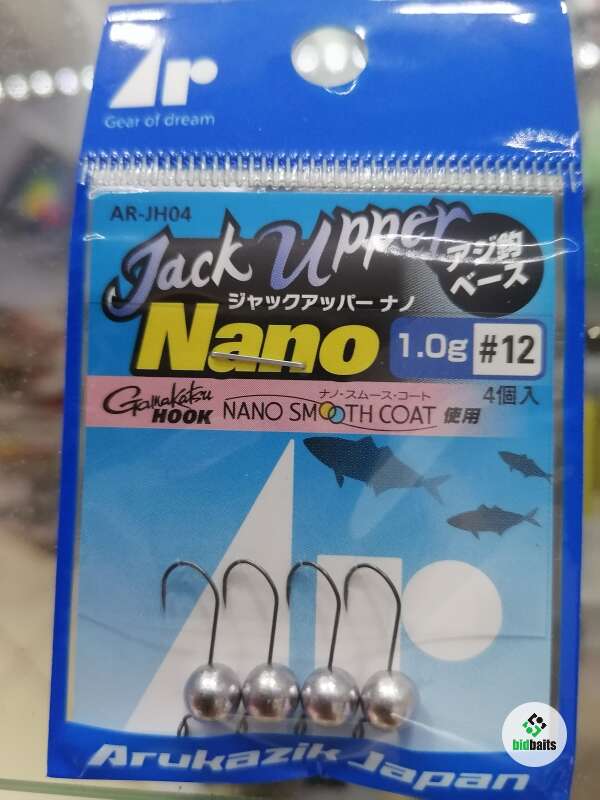 Ar
Gear of dream
AR-JH04
Jack Upper
アジ鈎
ベース
ジャックアッパー ナノ
Nano
1.0g #12
Gamakatsu
HOOK
ナノ・スムース・コート
NANO SMOOTH COAT 使用
4個入
Ar
Arukazik Japan
bidbaits